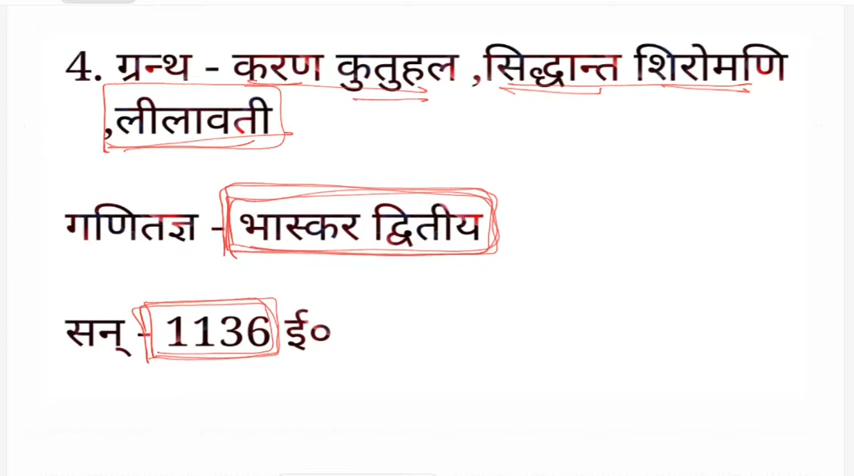 4. ग्रन्थ - करण कुतुहल ,सिद्धान्त शिरोमणि
,लीलावती
गणितज्ञ - भास्कर द्वितीय
सन् - 1136 ई०